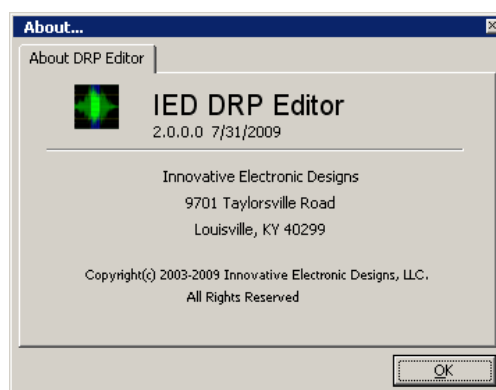 About...
About DRP Editor
IED DRP Editor
2.0.0.0 7/31/2009
Innovative Electronic Designs
9701 Taylorsville Road
Louisville, KY 40299
Copyright(c) 2003-2009 Innovative Electronic Designs, LLC.
All Rights Reserved
OK